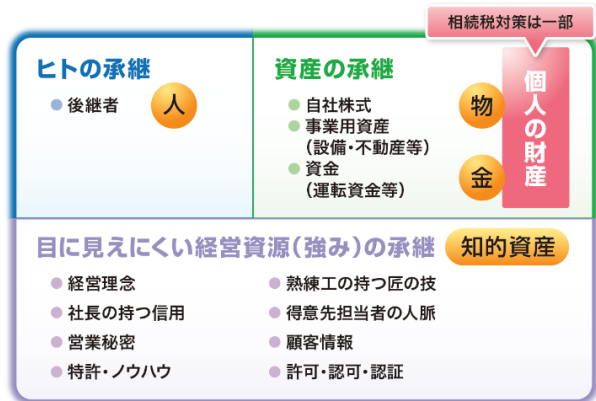 相続税対策は一部
ヒトの承継
● 後継者
人
資産の承継
● 自社株式
● 事業用資産
（設備・不動産等）
● 資金
（運転資金等）
物
金
個人の財産
目に見えにくい経営資源（強み）の承継
知的資産
● 経営理念
● 社長の持つ信用
● 営業秘密
● 特許・ノウハウ
● 熟練工の持つ匠の技
● 得意先担当者の人脈
● 顧客情報
● 許可・認可・認証